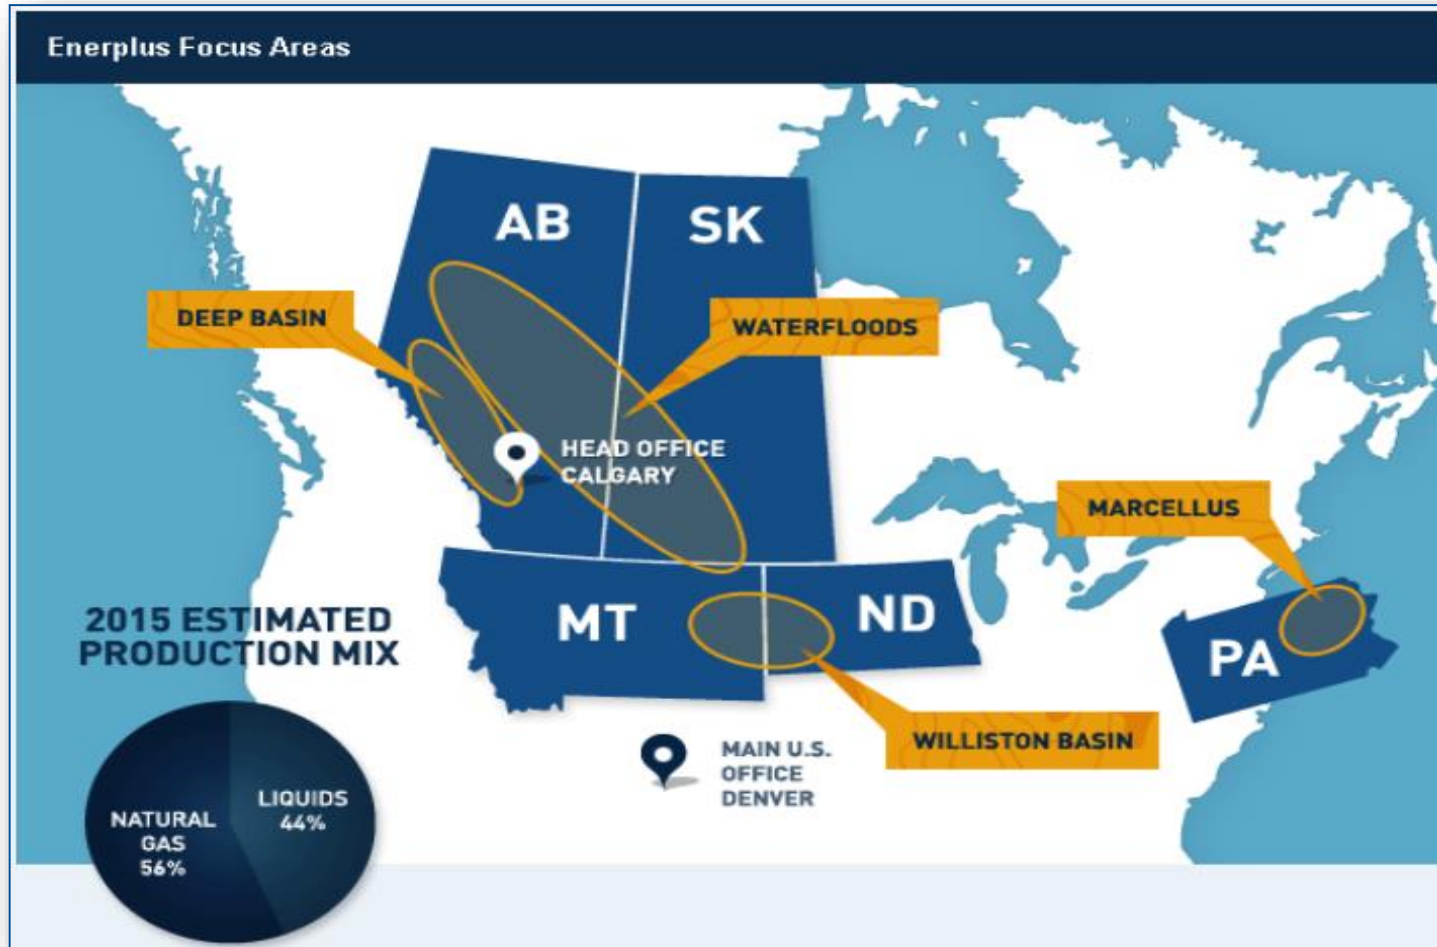 Enerplus Focus Areas
AB
SK
DEEP BASIN
WATERFLOODS
HEAD OFFICE
CALGARY
MARCELLUS
MT
ND
PA
WILLISTON BASIN
MAIN U.S.
OFFICE
DENVER
2015 ESTIMATED
PRODUCTION MIX
LIQUIDS
44%
NATURAL
GAS
56%